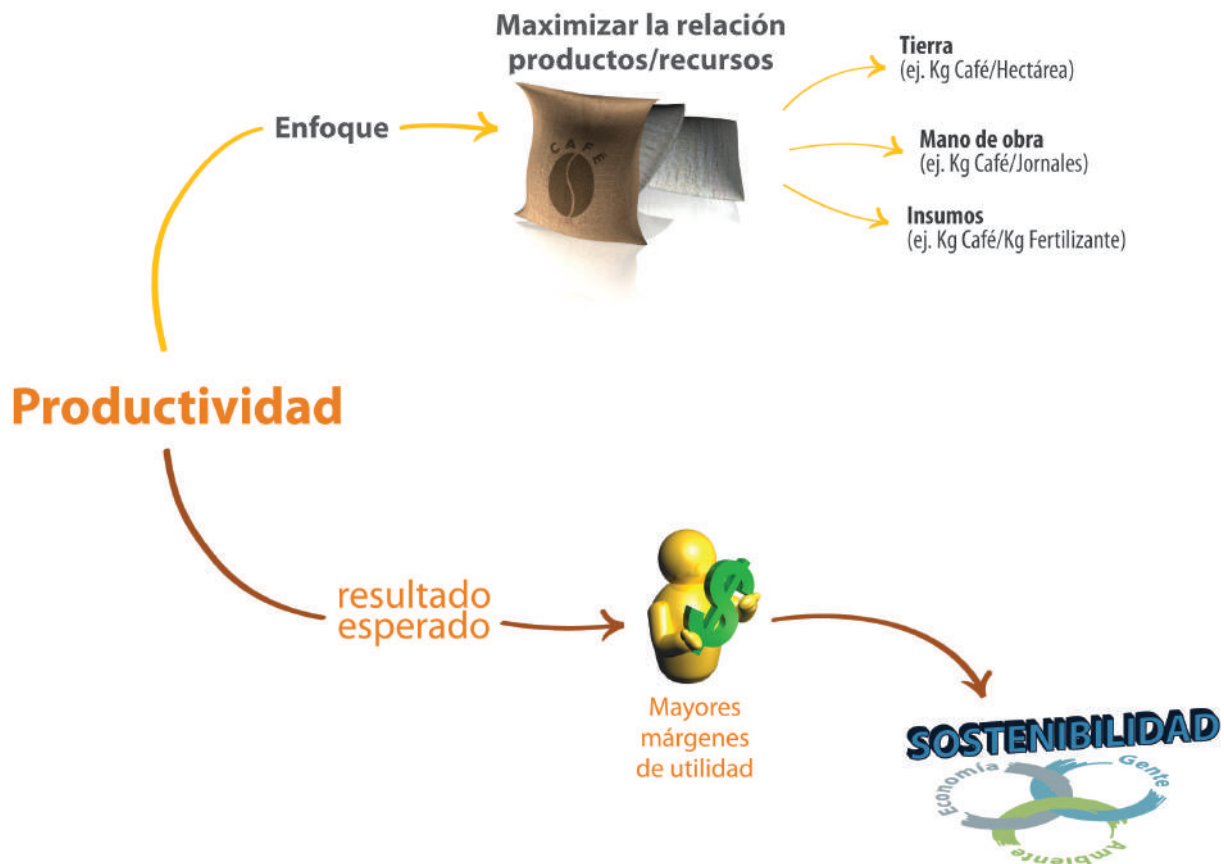 Maximizar la relación
productos/recursos
Enfoque
CAFÉ
Tierra
(ej. Kg Café/Hectárea)
Mano de obra
(ej. Kg Café/Jornales)
Insumos
(ej. Kg Café/Kg Fertilizante)
Productividad
resultado
esperado
$
Mayores
márgenes
de utilidad
SOSTENIBILIDAD
Economía
Gente
Ambiente